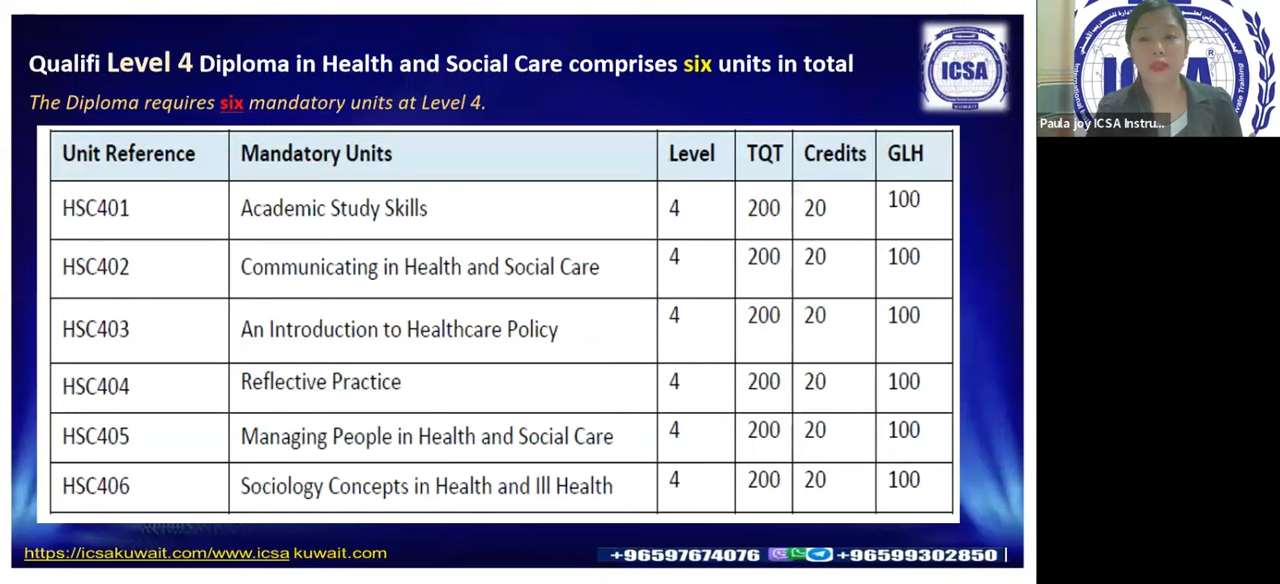 Qualifi Level 4 Diploma in Health and Social Care comprises six units in total
The Diploma requires six mandatory units at Level 4.
ICSA
KUWAIT
Unit Reference Mandatory Units Level TQT Credits GLH
HSC401 Academic Study Skills 4 200 20 100
HSC402 Communicating in Health and Social Care 4 200 20 100
HSC403 An Introduction to Healthcare Policy 4 200 20 100
HSC404 Reflective Practice 4 200 20 100
HSC405 Managing People in Health and Social Care 4 200 20 100
HSC406 Sociology Concepts in Health and Ill Health 4 200 20 100
https://icsakuwait.com/www.icsa kuwait.com
+96597674076 +96599302850
Paula joy ICSA Instru...